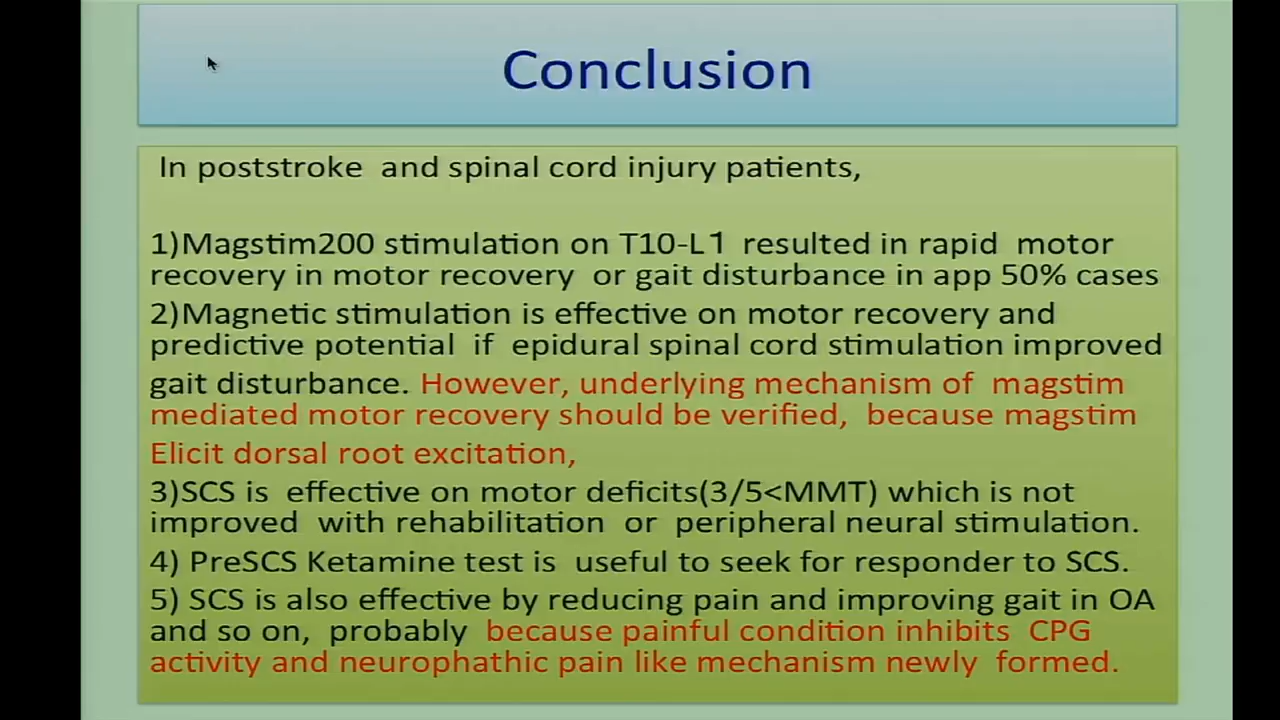 Conclusion
In poststroke and spinal cord injury patients,
1)Magstim200 stimulation on T10-L1 resulted in rapid motor
recovery in motor recovery or gait disturbance in app 50% cases
2)Magnetic stimulation is effective on motor recovery and
predictive potential if epidural spinal cord stimulation improved
gait disturbance. However, underlying mechanism of magstim
mediated motor recovery should be verified, because magstim
Elicit dorsal root excitation,
3)SCS is effective on motor deficits(3/5<MMT) which is not
improved with rehabilitation or peripheral neural stimulation.
4) PreSCS Ketamine test is useful to seek for responder to SCS.
5) SCS is also effective by reducing pain and improving gait in OA
and so on, probably because painful condition inhibits CPG
activity and neurophathic pain like mechanism newly formed.